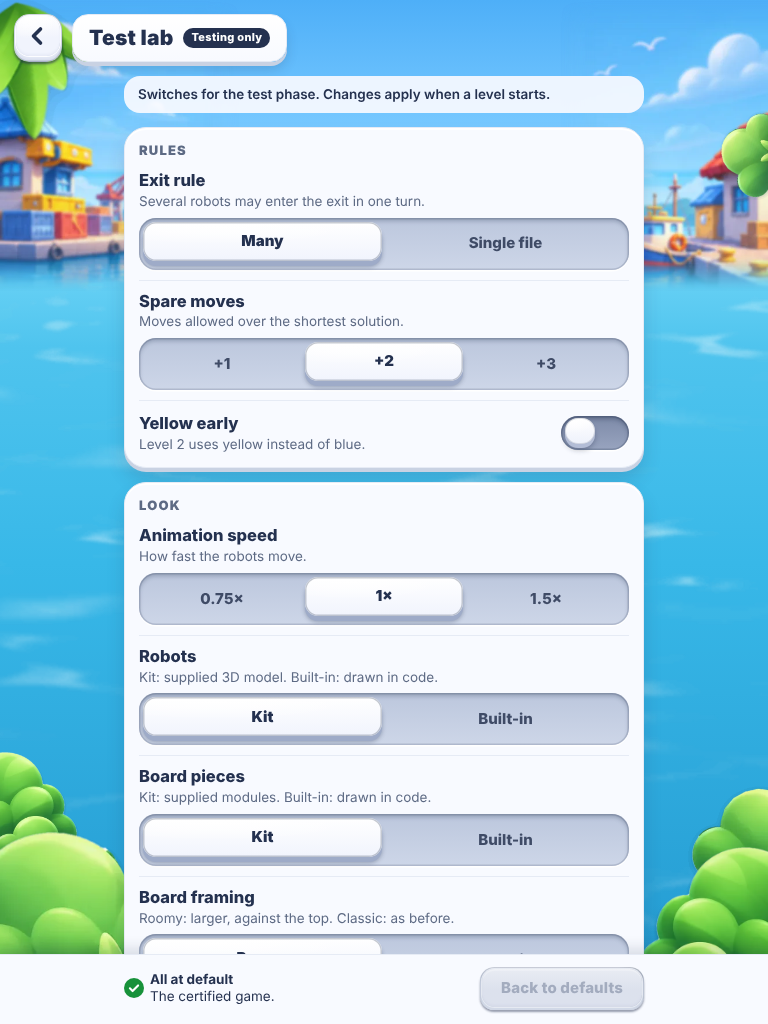 Test lab
Testing only
Switches for the test phase. Changes apply when a level starts.
RULES
Exit rule
Several robots may enter the exit in one turn.
Many
Single file
Spare moves
Moves allowed over the shortest solution.
+1
+2
+3
Yellow early
Level 2 uses yellow instead of blue.
LOOK
Animation speed
How fast the robots move.
0.75×
1×
1.5×
Robots
Kit: supplied 3D model. Built-in: drawn in code.
Kit
Built-in
Board pieces
Kit: supplied modules. Built-in: drawn in code.
Kit
Built-in
Board framing
Roomy: larger, against the top. Classic: as before.
All at default
The certified game.
Back to defaults